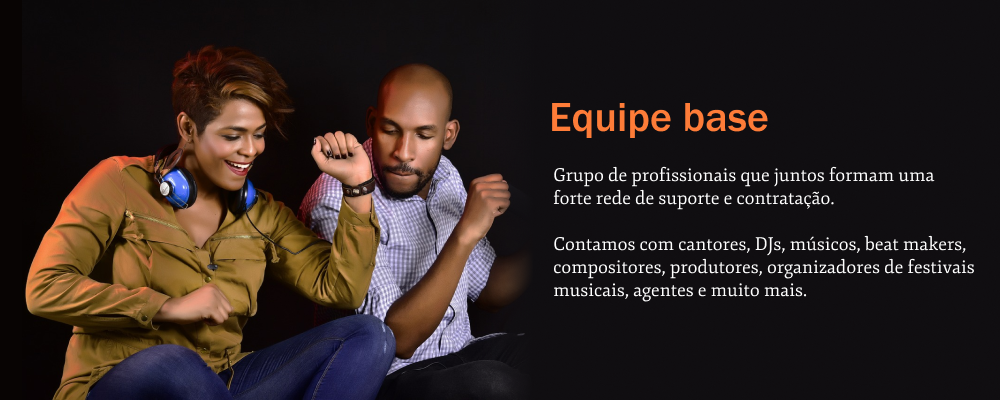 Equipe base
Grupo de profissionais que juntos formam uma
forte rede de suporte e contratação.
Contamos com cantores, DJs, músicos, beat makers,
compositores, produtores, organizadores de festivais
musicais, agentes e muito mais.